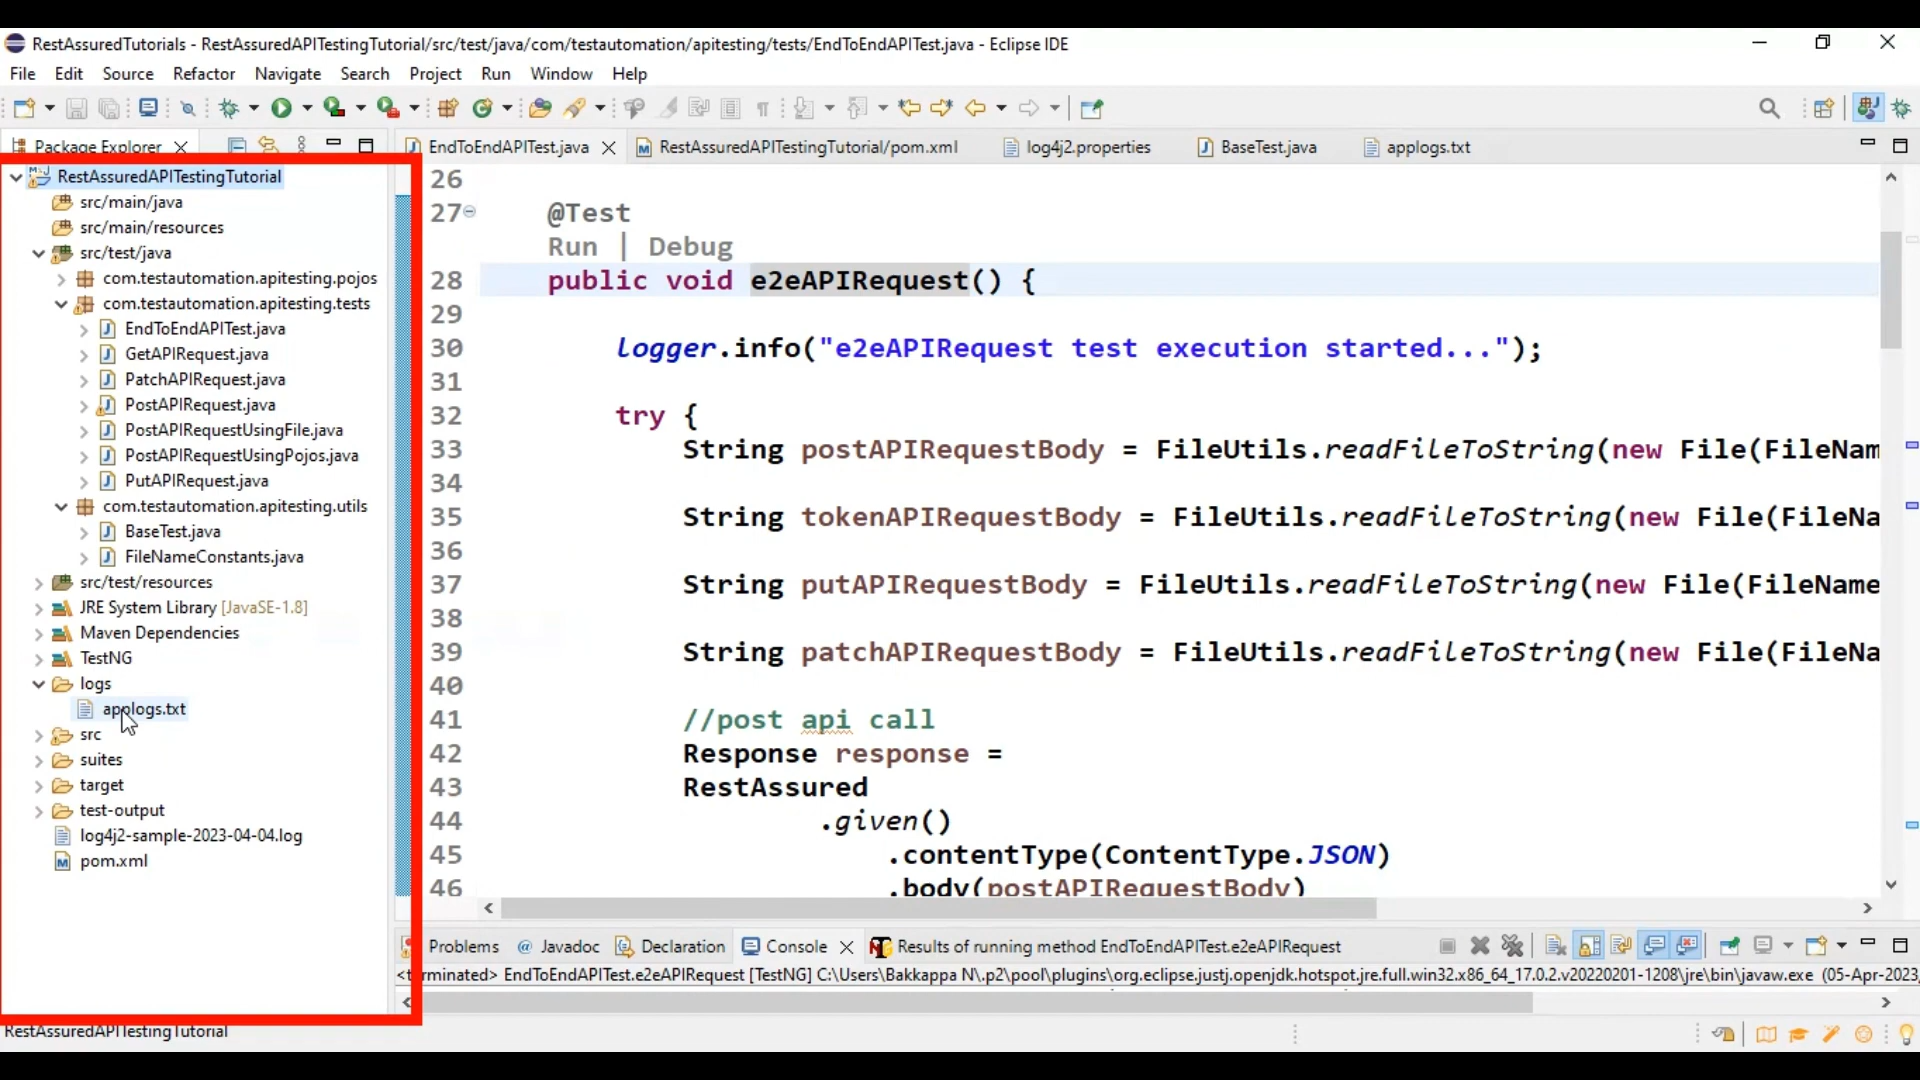 RestAssuredTutorials - RestAssuredAPITestingTutorial/src/test/java/com/testautomation/apitesting/tests/EndToEndAPITest.java - Eclipse IDE
File Edit Source Refactor Navigate Search Project Run Window Help
Package Explorer
RestAssuredAPITestingTutorial
src/main/java
src/main/resources
src/test/java
com.testautomation.apitesting.pojos
com.testautomation.apitesting.tests
EndToEndAPITest.java
GetAPIRequest.java
PatchAPIRequest.java
PostAPIRequest.java
PostAPIRequestUsingFile.java
PostAPIRequestUsingPojos.java
PutAPIRequest.java
com.testautomation.apitesting.utils
BaseTest.java
FileNameConstants.java
src/test/resources
JRE System Library [JavaSE-1.8]
Maven Dependencies
TestNG
logs
applogs.txt
src
suites
target
test-output
log4j2-sample-2023-04-04.log
pom.xml
EndToEndAPITest.java RestAssuredAPITestingTutorial/pom.xml log4j2.properties BaseTest.java applogs.txt
26
27 @Test
Run | Debug
28 public void e2eAPIRequest() {
29
30 logger.info("e2eAPIRequest test execution started...");
31
32 try {
33 String postAPIRequestBody = FileUtils.readFileToString(new File(FileNam
34
35 String tokenAPIRequestBody = FileUtils.readFileToString(new File(FileNa
36
37 String putAPIRequestBody = FileUtils.readFileToString(new File(FileName
38
39 String patchAPIRequestBody = FileUtils.readFileToString(new File(FileNa
40
41 //post api call
42 Response response =
43 RestAssured
44 .given()
45 .contentType(ContentType.JSON)
46 .body(postAPIRequestBody)
Problems @ Javadoc Declaration Console Results of running method EndToEndAPITest.e2eAPIRequest
<terminated> EndToEndAPITest.e2eAPIRequest [TestNG] C:\Users\Bakkappa N\.p2\pool\plugins\org.eclipse.justj.openjdk.hotspot.jre.full.win32.x86_64_17.0.2.v20220201-1208\jre\bin\javaw.exe (05-Apr-2023,
RestAssuredAPITestingTutorial